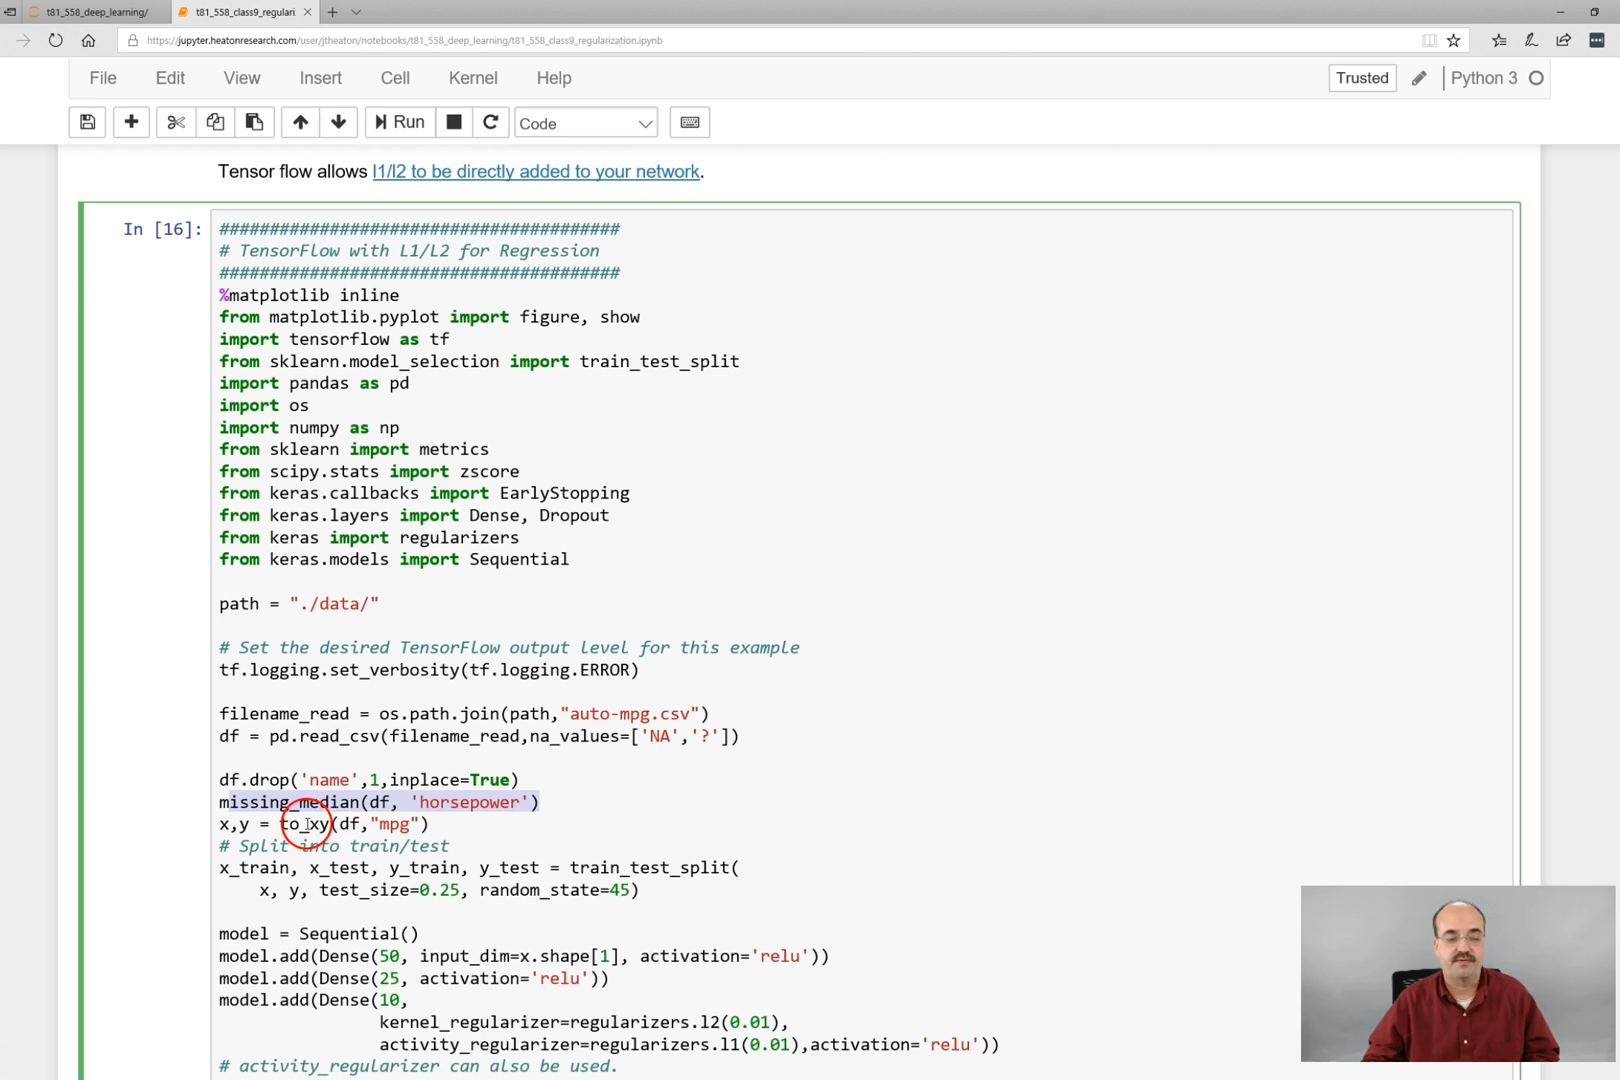 t81_558_deep_learning/
t81_558_class9_regulariz
https://jupyter.heatonresearch.com/user/jtheaton/notebooks/t81_558_deep_learning/t81_558_class9_regularization.ipynb
File Edit View Insert Cell Kernel Help Trusted Python 3
Run Code
Tensor flow allows l1/l2 to be directly added to your network.
In [16]:
########################################
# TensorFlow with L1/L2 for Regression
########################################
%matplotlib inline
from matplotlib.pyplot import figure, show
import tensorflow as tf
from sklearn.model_selection import train_test_split
import pandas as pd
import os
import numpy as np
from sklearn import metrics
from scipy.stats import zscore
from keras.callbacks import EarlyStopping
from keras.layers import Dense, Dropout
from keras import regularizers
from keras.models import Sequential
path = "./data/"
# Set the desired TensorFlow output level for this example
tf.logging.set_verbosity(tf.logging.ERROR)
filename_read = os.path.join(path,"auto-mpg.csv")
df = pd.read_csv(filename_read,na_values=['NA','?'])
df.drop('name',1,inplace=True)
missing_median(df, 'horsepower')
x,y = to_xy(df,"mpg")
# Split into train/test
x_train, x_test, y_train, y_test = train_test_split(
x, y, test_size=0.25, random_state=45)
model = Sequential()
model.add(Dense(50, input_dim=x.shape[1], activation='relu'))
model.add(Dense(25, activation='relu'))
model.add(Dense(10,
kernel_regularizer=regularizers.l2(0.01),
activity_regularizer=regularizers.l1(0.01),activation='relu'))
# activity_regularizer can also be used.